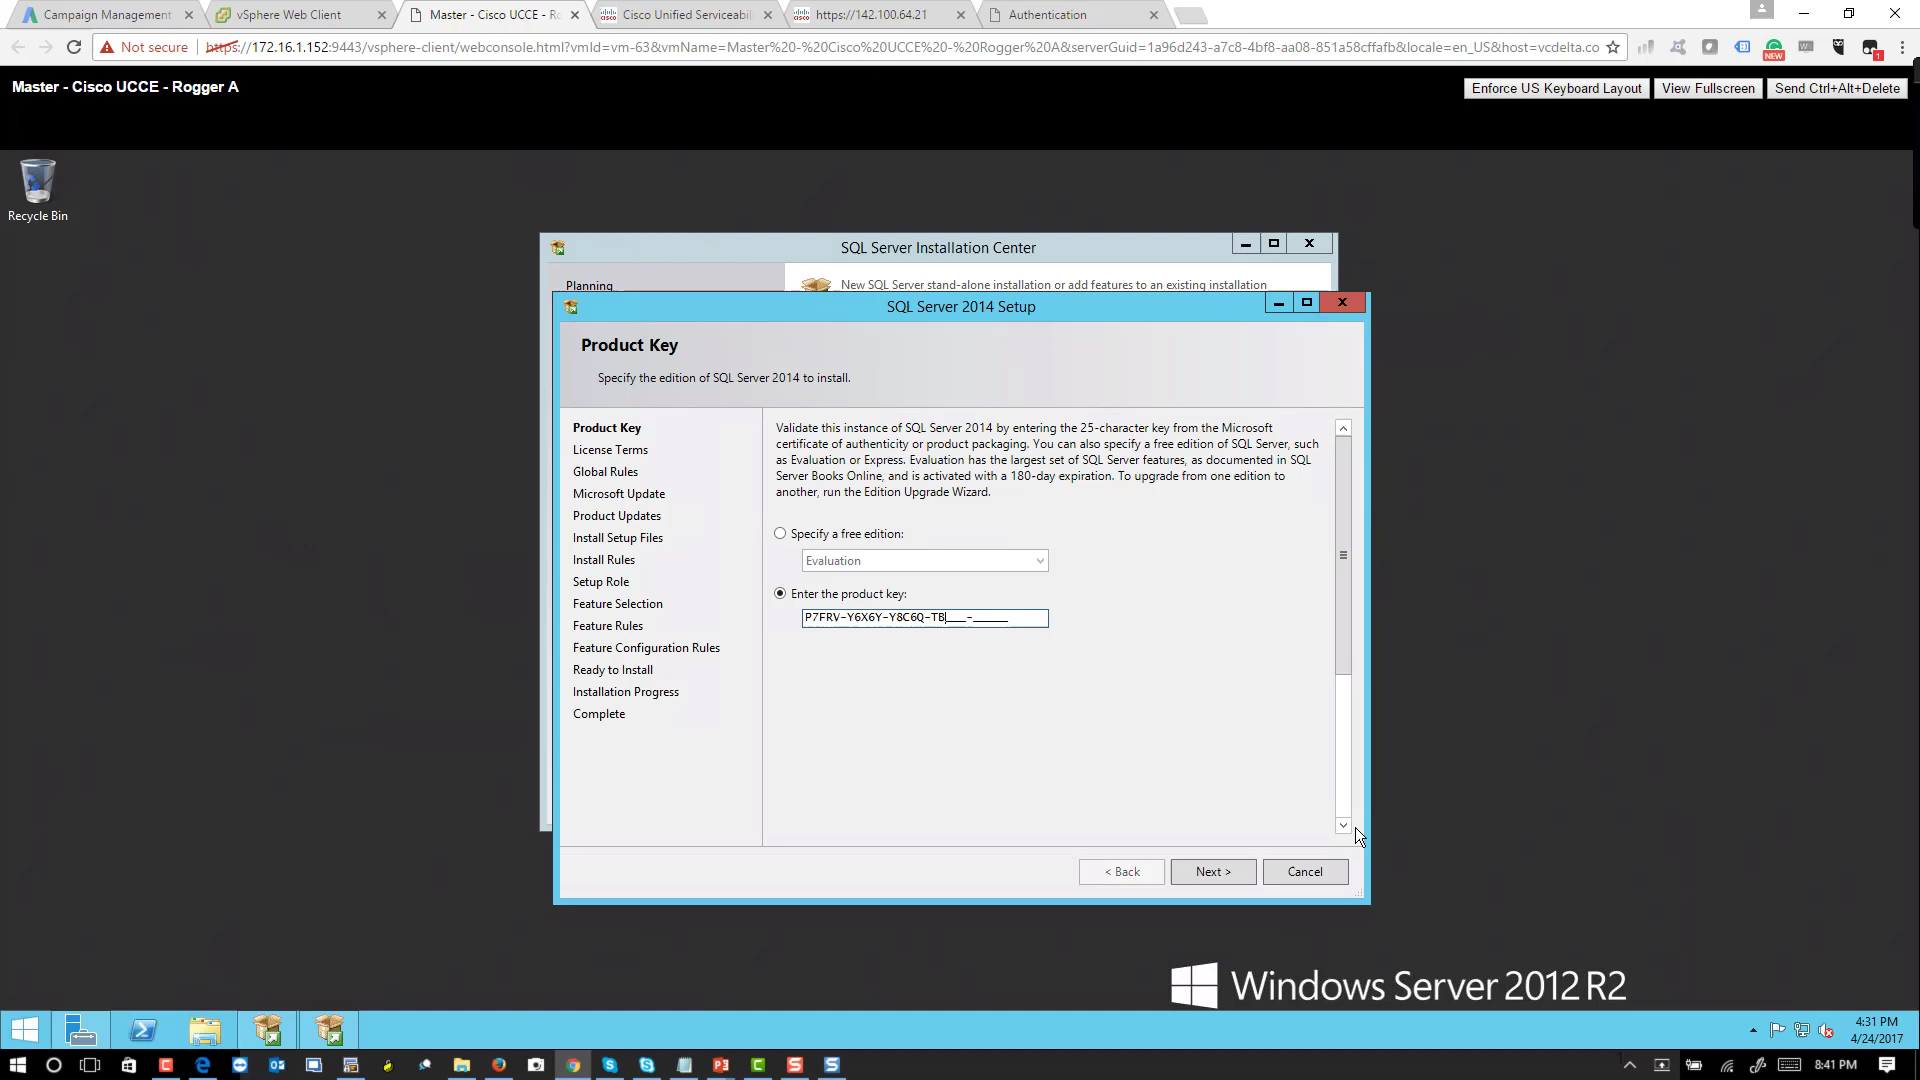 Campaign Management
vSphere Web Client
Master - Cisco UCCE - Ro
Cisco Unified Serviceabil
https://142.100.64.21
Authentication
Not secure
https://172.16.1.152:9443/vsphere-client/webconsole.html?vmId=vm-63&vmName=Master%20-%20Cisco%20UCCE%20-%20Rogger%20A&serverGuid=1a96d243-a7c8-4bf8-aa08-851a58cffafb&locale=en_US&host=vcdelta.co
NEW
1
Master - Cisco UCCE - Rogger A
Enforce US Keyboard Layout
View Fullscreen
Send Ctrl+Alt+Delete
Recycle Bin
SQL Server Installation Center
Planning
New SQL Server stand-alone installation or add features to an existing installation
SQL Server 2014 Setup
Product Key
Specify the edition of SQL Server 2014 to install.
Product Key
License Terms
Global Rules
Microsoft Update
Product Updates
Install Setup Files
Install Rules
Setup Role
Feature Selection
Feature Rules
Feature Configuration Rules
Ready to Install
Installation Progress
Complete
Validate this instance of SQL Server 2014 by entering the 25-character key from the Microsoft
certificate of authenticity or product packaging. You can also specify a free edition of SQL Server, such
as Evaluation or Express. Evaluation has the largest set of SQL Server features, as documented in SQL
Server Books Online, and is activated with a 180-day expiration. To upgrade from one edition to
another, run the Edition Upgrade Wizard.
Specify a free edition:
Evaluation
Enter the product key:
P7FRV-Y6X6Y-Y8C6Q-TB___-_____
< Back
Next >
Cancel
Windows Server 2012 R2
4:31 PM
4/24/2017
8:41 PM